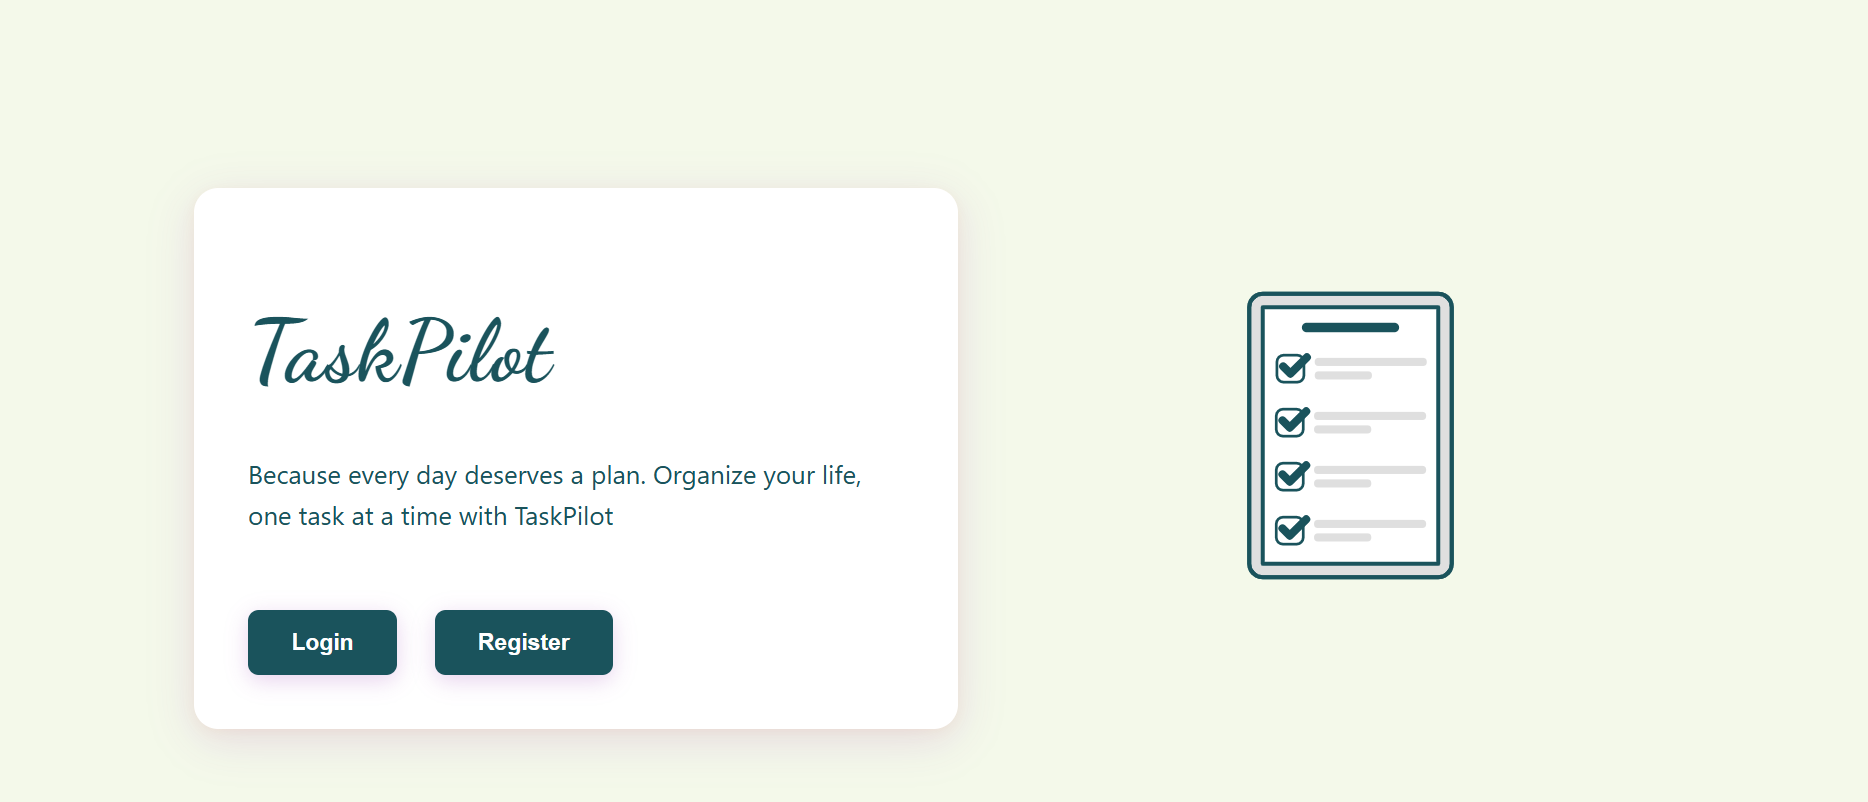 TaskPilot
Because every day deserves a plan. Organize your life,
one task at a time with TaskPilot
Login
Register